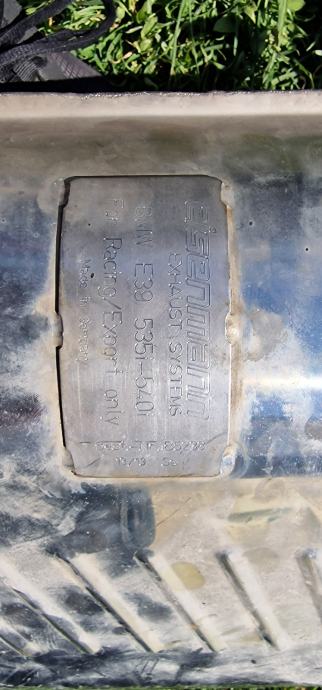 eisenmann
EXHAUST SYSTEMS
BMW E39 535i-540i
For Racing/Export only
Made in Germany